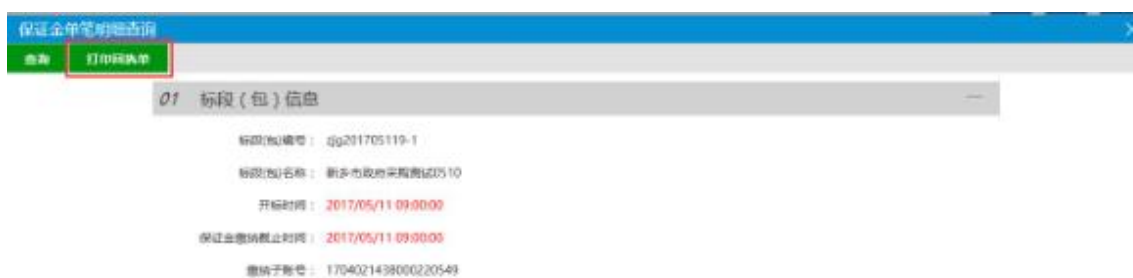 保证金单笔明细查询
查询 打印回执单
01 标段（包）信息
标段(包)编号： zjg201705119-1
标段(包)名称： 新乡市政府采购测试0510
开标时间： 2017/05/11 09:00:00
保证金缴纳截止时间： 2017/05/11 09:00:00
缴纳子账号： 1704021438000220549